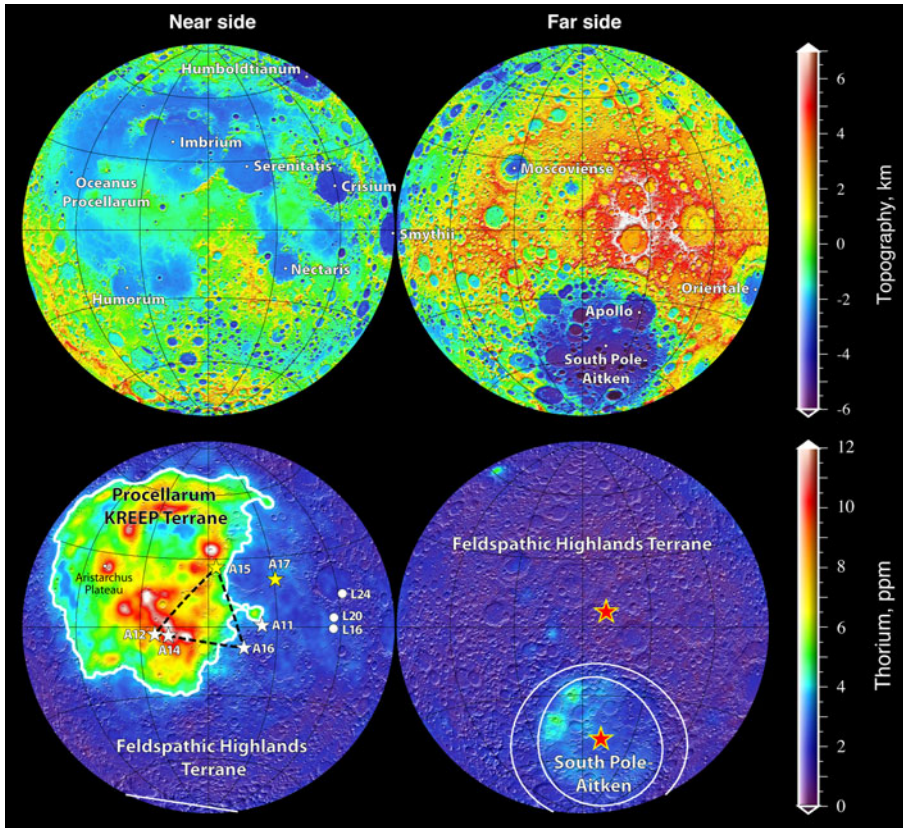 Near side
Far side
Humboldtianum
Imbrium
Serenitatis
Crisium
Oceanus
Procellarum
Smythii
Nectaris
Humorum
Moscoviense
Orientale
Apollo
South Pole-
Aitken
6
4
2
0
-2
-4
-6
Topography, km
Procellarum
KREEP Terrane
Aristarchus
Plateau
A15
A17
L24
L20
L16
A11
A12
A14
A16
Feldspathic Highlands
Terrane
Feldspathic Highlands Terrane
South Pole-
Aitken
12
10
8
6
4
2
0
Thorium, ppm